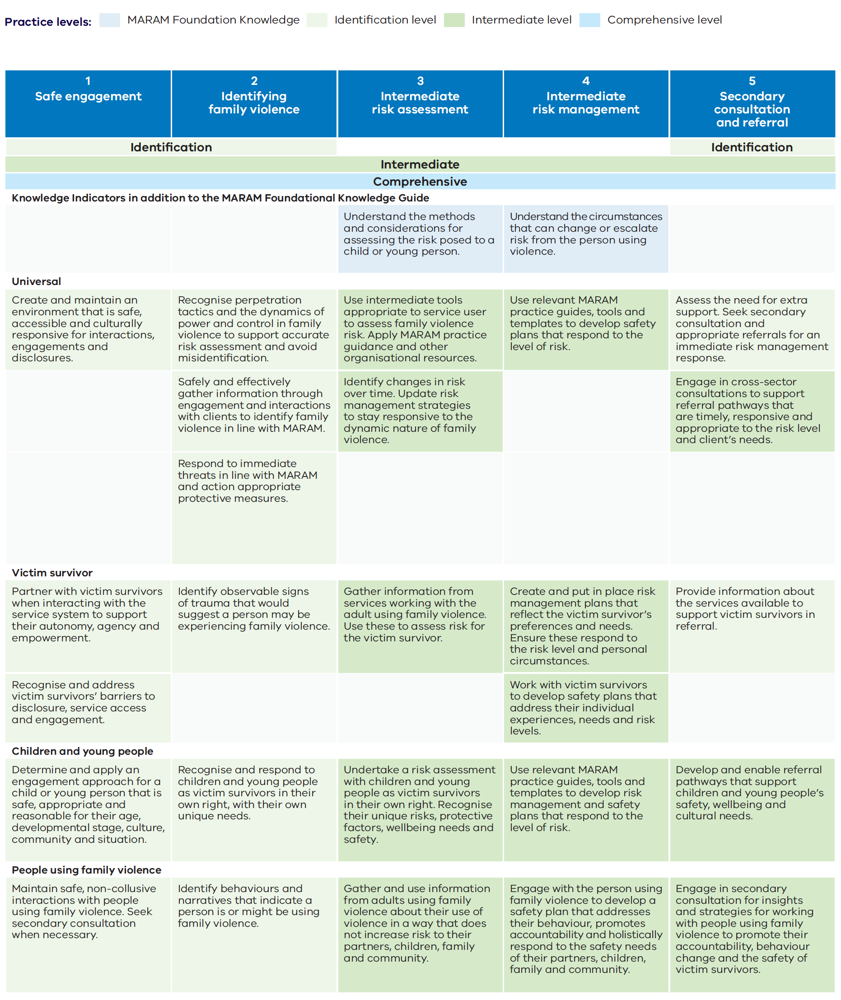 Practice levels: MARAM Foundation Knowledge Identification level Intermediate level Comprehensive level
1
Safe engagement
2
Identifying
family violence
3
Intermediate
risk assessment
4
Intermediate
risk management
5
Secondary
consultation
and referral
Identification
Identification
Intermediate
Comprehensive
Knowledge Indicators in addition to the MARAM Foundational Knowledge Guide
Understand the methods
and considerations for
assessing the risk posed to a
child or young person.
Understand the circumstances
that can change or escalate
risk from the person using
violence.
Universal
Create and maintain an
environment that is safe,
accessible and culturally
responsive for interactions,
engagements and
disclosures.
Recognise perpetration
tactics and the dynamics of
power and control in family
violence to support accurate
risk assessment and avoid
misidentification.
Use intermediate tools
appropriate to service user
to assess family violence
risk. Apply MARAM practice
guidance and other
organisational resources.
Use relevant MARAM
practice guides, tools and
templates to develop safety
plans that respond to the
level of risk.
Assess the need for extra
support. Seek secondary
consultation and
appropriate referrals for an
immediate risk management
response.
Safely and effectively
gather information through
engagement and interactions
with clients to identify family
violence in line with MARAM.
Identify changes in risk
over time. Update risk
management strategies
to stay responsive to the
dynamic nature of family
violence.
Engage in cross-sector
consultations to support
referral pathways that
are timely, responsive and
appropriate to the risk level
and client's needs.
Respond to immediate
threats in line with MARAM
and action appropriate
protective measures.
Victim survivor
Partner with victim survivors
when interacting with the
service system to support
their autonomy, agency and
empowerment.
Identify observable signs
of trauma that would
suggest a person may be
experiencing family violence.
Gather information from
services working with the
adult using family violence.
Use these to assess risk for
the victim survivor.
Create and put in place risk
management plans that
reflect the victim survivor's
preferences and needs.
Ensure these respond to
the risk level and personal
circumstances.
Provide information about
the services available to
support victim survivors in
referral.
Recognise and address
victim survivors' barriers to
disclosure, service access
and engagement.
Work with victim survivors
to develop safety plans that
address their individual
experiences, needs and risk
levels.
Children and young people
Determine and apply an
engagement approach for a
child or young person that is
safe, appropriate and
reasonable for their age,
developmental stage, culture,
community and situation.
Recognise and respond to
children and young people
as victim survivors in their
own right, with their own
unique needs.
Undertake a risk assessment
with children and young
people as victim survivors
in their own right. Recognise
their unique risks, protective
factors, wellbeing needs and
safety.
Use relevant MARAM
practice guides, tools and
templates to develop risk
management and safety
plans that respond to the
level of risk.
Develop and enable referral
pathways that support
children and young people's
safety, wellbeing and
cultural needs.
People using family violence
Maintain safe, non-collusive
interactions with people
using family violence. Seek
secondary consultation
when necessary.
Identify behaviours and
narratives that indicate a
person is or might be using
family violence.
Gather and use information
from adults using family
violence about their use of
violence in a way that does
not increase risk to their
partners, children, family
and community.
Engage with the person using
family violence to develop a
safety plan that addresses
their behaviour, promotes
accountability and holistically
respond to the safety needs
of their partners, children,
family and community.
Engage in secondary
consultation for insights
and strategies for working
with people using family
violence to promote their
accountability, behaviour
change and the safety of
victim survivors.